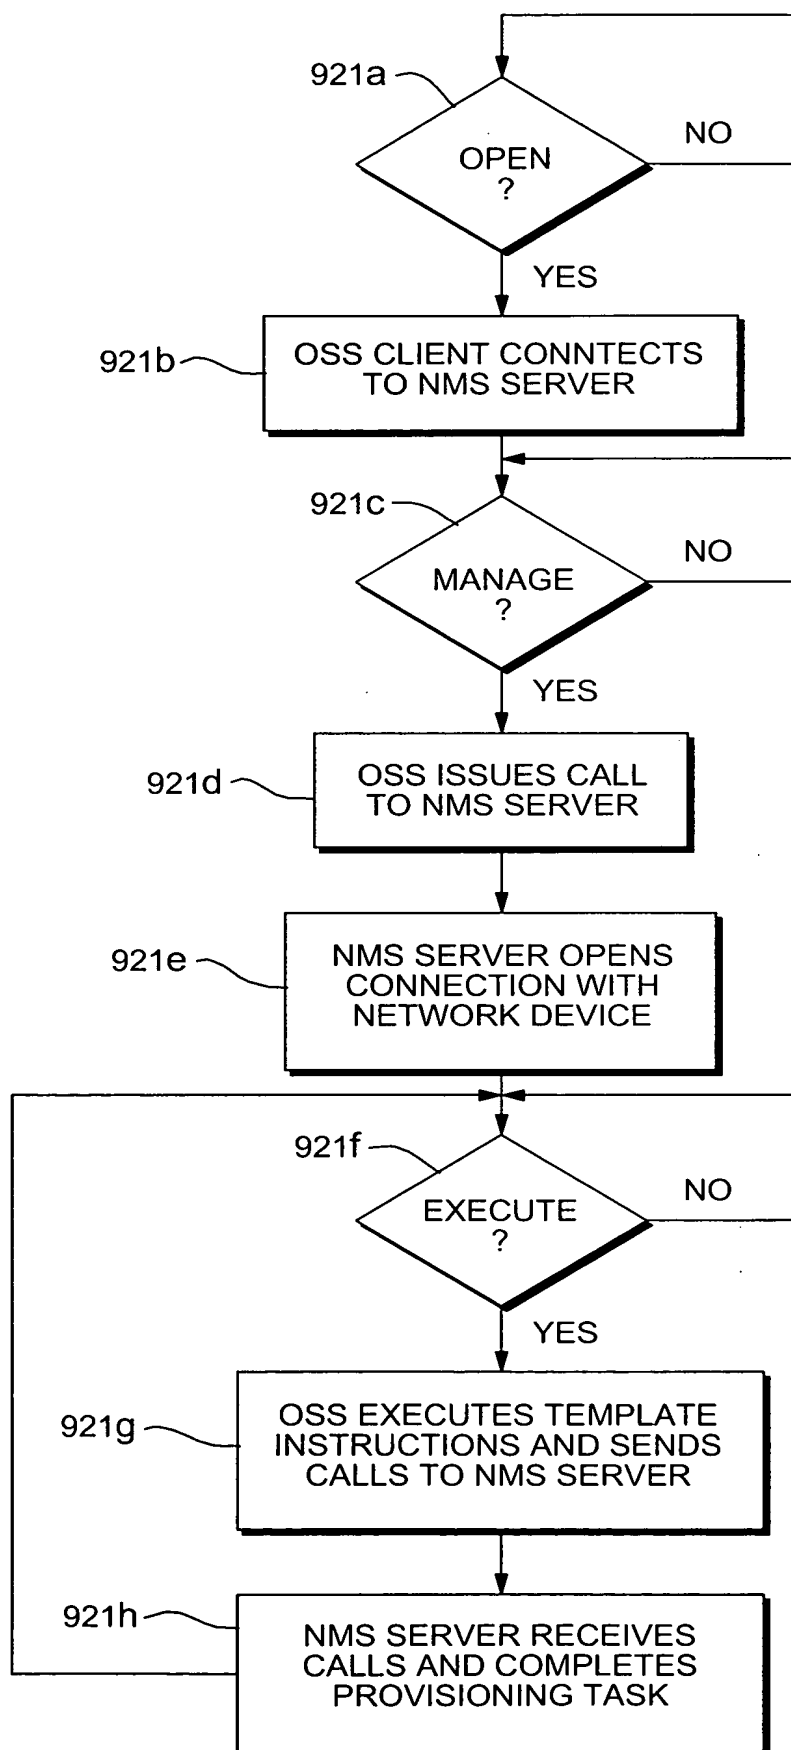 921a
OPEN
?
NO
YES
921b
OSS CLIENT CONNTECTS
TO NMS SERVER
921c
MANAGE
?
NO
YES
921d
OSS ISSUES CALL
TO NMS SERVER
921e
NMS SERVER OPENS
CONNECTION WITH
NETWORK DEVICE
921f
EXECUTE
?
NO
YES
921g
OSS EXECUTES TEMPLATE
INSTRUCTIONS AND SENDS
CALLS TO NMS SERVER
921h
NMS SERVER RECEIVES
CALLS AND COMPLETES
PROVISIONING TASK